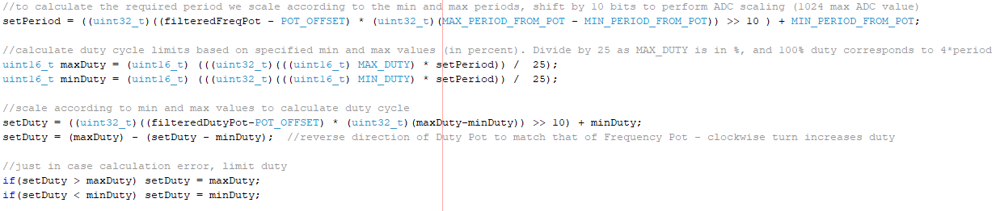 //to calculate the required period we scale according to the min and max periods, shift by 10 bits to perform ADC scaling (1024 max ADC value)
setPeriod = ((uint32_t)((filteredFreqPot - POT_OFFSET) * (uint32_t)(MAX_PERIOD_FROM_POT - MIN_PERIOD_FROM_POT)) >> 10 ) + MIN_PERIOD_FROM_POT;
//calculate duty cycle limits based on specified min and max values (in percent). Divide by 25 as MAX_DUTY is in %, and 100% duty corresponds to 4*period
uint16_t maxDuty = (uint16_t) (((uint32_t)(((uint16_t) MAX_DUTY) * setPeriod)) / 25);
uint16_t minDuty = (uint16_t) (((uint32_t)(((uint16_t) MIN_DUTY) * setPeriod)) / 25);
//scale according to min and max values to calculate duty cycle
setDuty = ((uint32_t)((filteredDutyPot-POT_OFFSET) * (uint32_t)(maxDuty-minDuty)) >> 10) + minDuty;
setDuty = (maxDuty) - (setDuty - minDuty); //reverse direction of Duty Pot to match that of Frequency Pot - clockwise turn increases duty
//just in case calculation error, limit duty
if(setDuty > maxDuty) setDuty = maxDuty;
if(setDuty < minDuty) setDuty = minDuty;